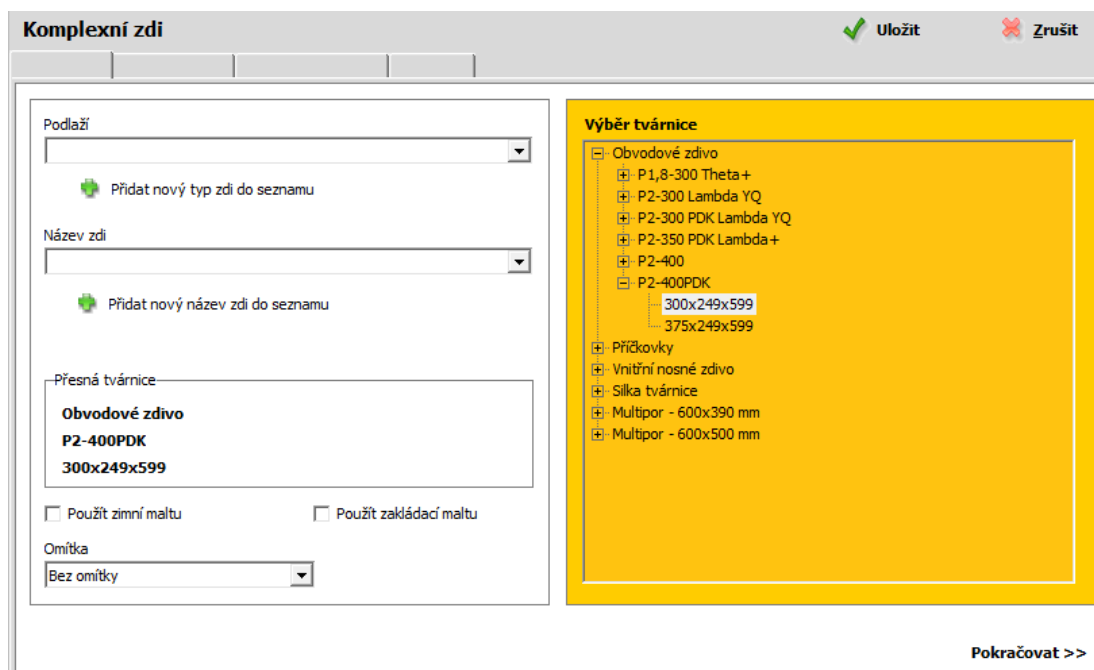 Komplexní zdi
Uložit
Zrušit
Podlaží
Přidat nový typ zdi do seznamu
Název zdi
Přidat nový název zdi do seznamu
Přesná tvárnice
Obvodové zdivo
P2-400PDK
300x249x599
Použít zimní maltu
Použít zakládací maltu
Omítka
Bez omítky
Výběr tvárnice
Obvodové zdivo
P1,8-300 Theta+
P2-300 Lambda YQ
P2-300 PDK Lambda YQ
P2-350 PDK Lambda+
P2-400
P2-400PDK
300x249x599
375x249x599
Příčkovky
Vnitřní nosné zdivo
Silka tvárnice
Multipor - 600x390 mm
Multipor - 600x500 mm
Pokračovat >>